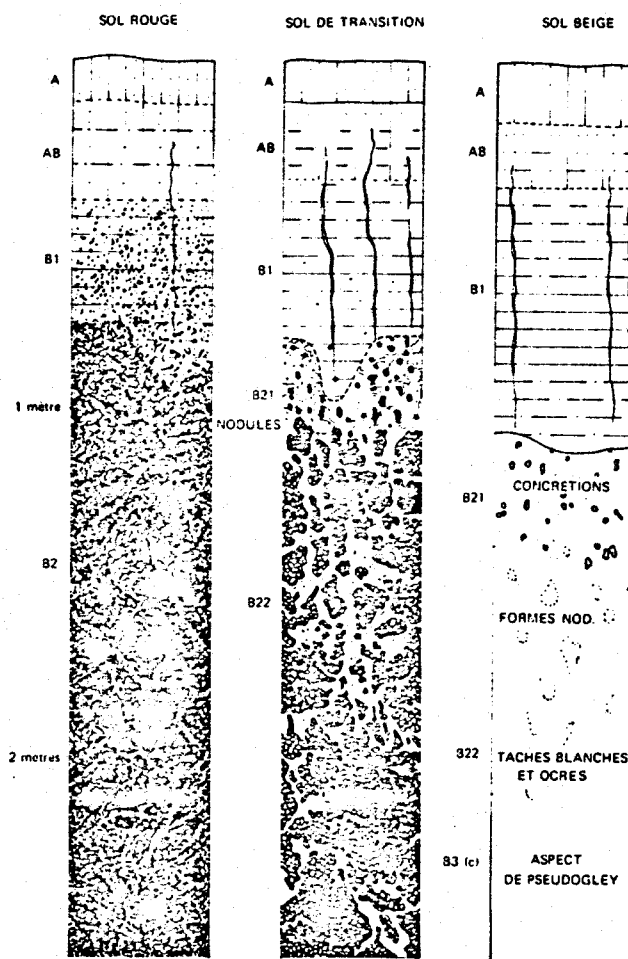 SOL ROUGE
A
AB
B1
1 mètre
B2
2 mètres
SOL DE TRANSITION
A
AB
B1
B21
NODULES
B22
SOL BEIGE
A
AB
B1
B21
CONCRÉTIONS
FORMES NOD.
B22
TACHES BLANCHES
ET OCRES
B3 (c)
ASPECT
DE PSEUDOGLEY